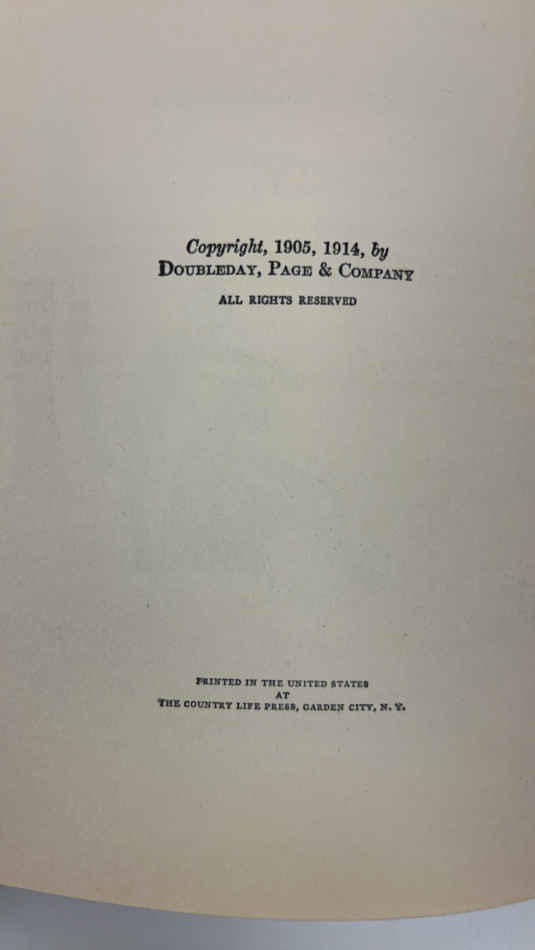 Copyright, 1905, 1914, by
DOUBLEDAY, PAGE & COMPANY
ALL RIGHTS RESERVED
PRINTED IN THE UNITED STATES
AT
THE COUNTRY LIFE PRESS, GARDEN CITY, N. Y.